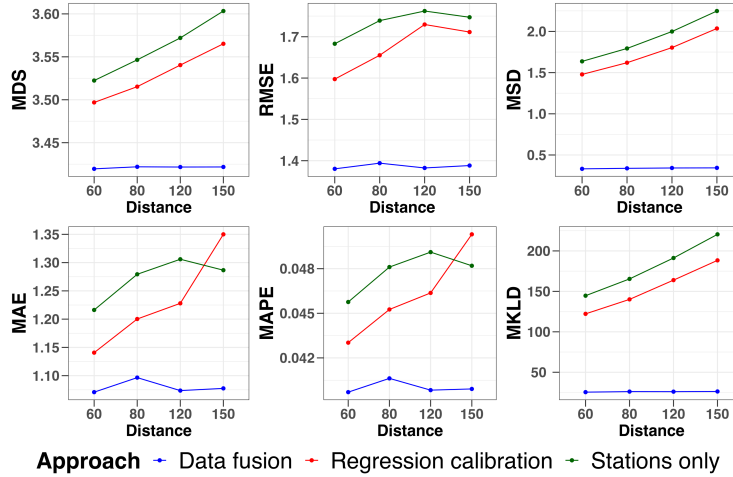 MDS
3.60
3.55
3.50
3.45
60 80 120 150
Distance
RMSE
1.7
1.6
1.5
1.4
60 80 120 150
Distance
MSD
2.0
1.5
1.0
0.5
60 80 120 150
Distance
MAE
1.35
1.30
1.25
1.20
1.15
1.10
60 80 120 150
Distance
MAPE
0.048
0.045
0.042
60 80 120 150
Distance
MKLD
200
150
100
50
60 80 120 150
Distance
Approach Data fusion Regression calibration Stations only